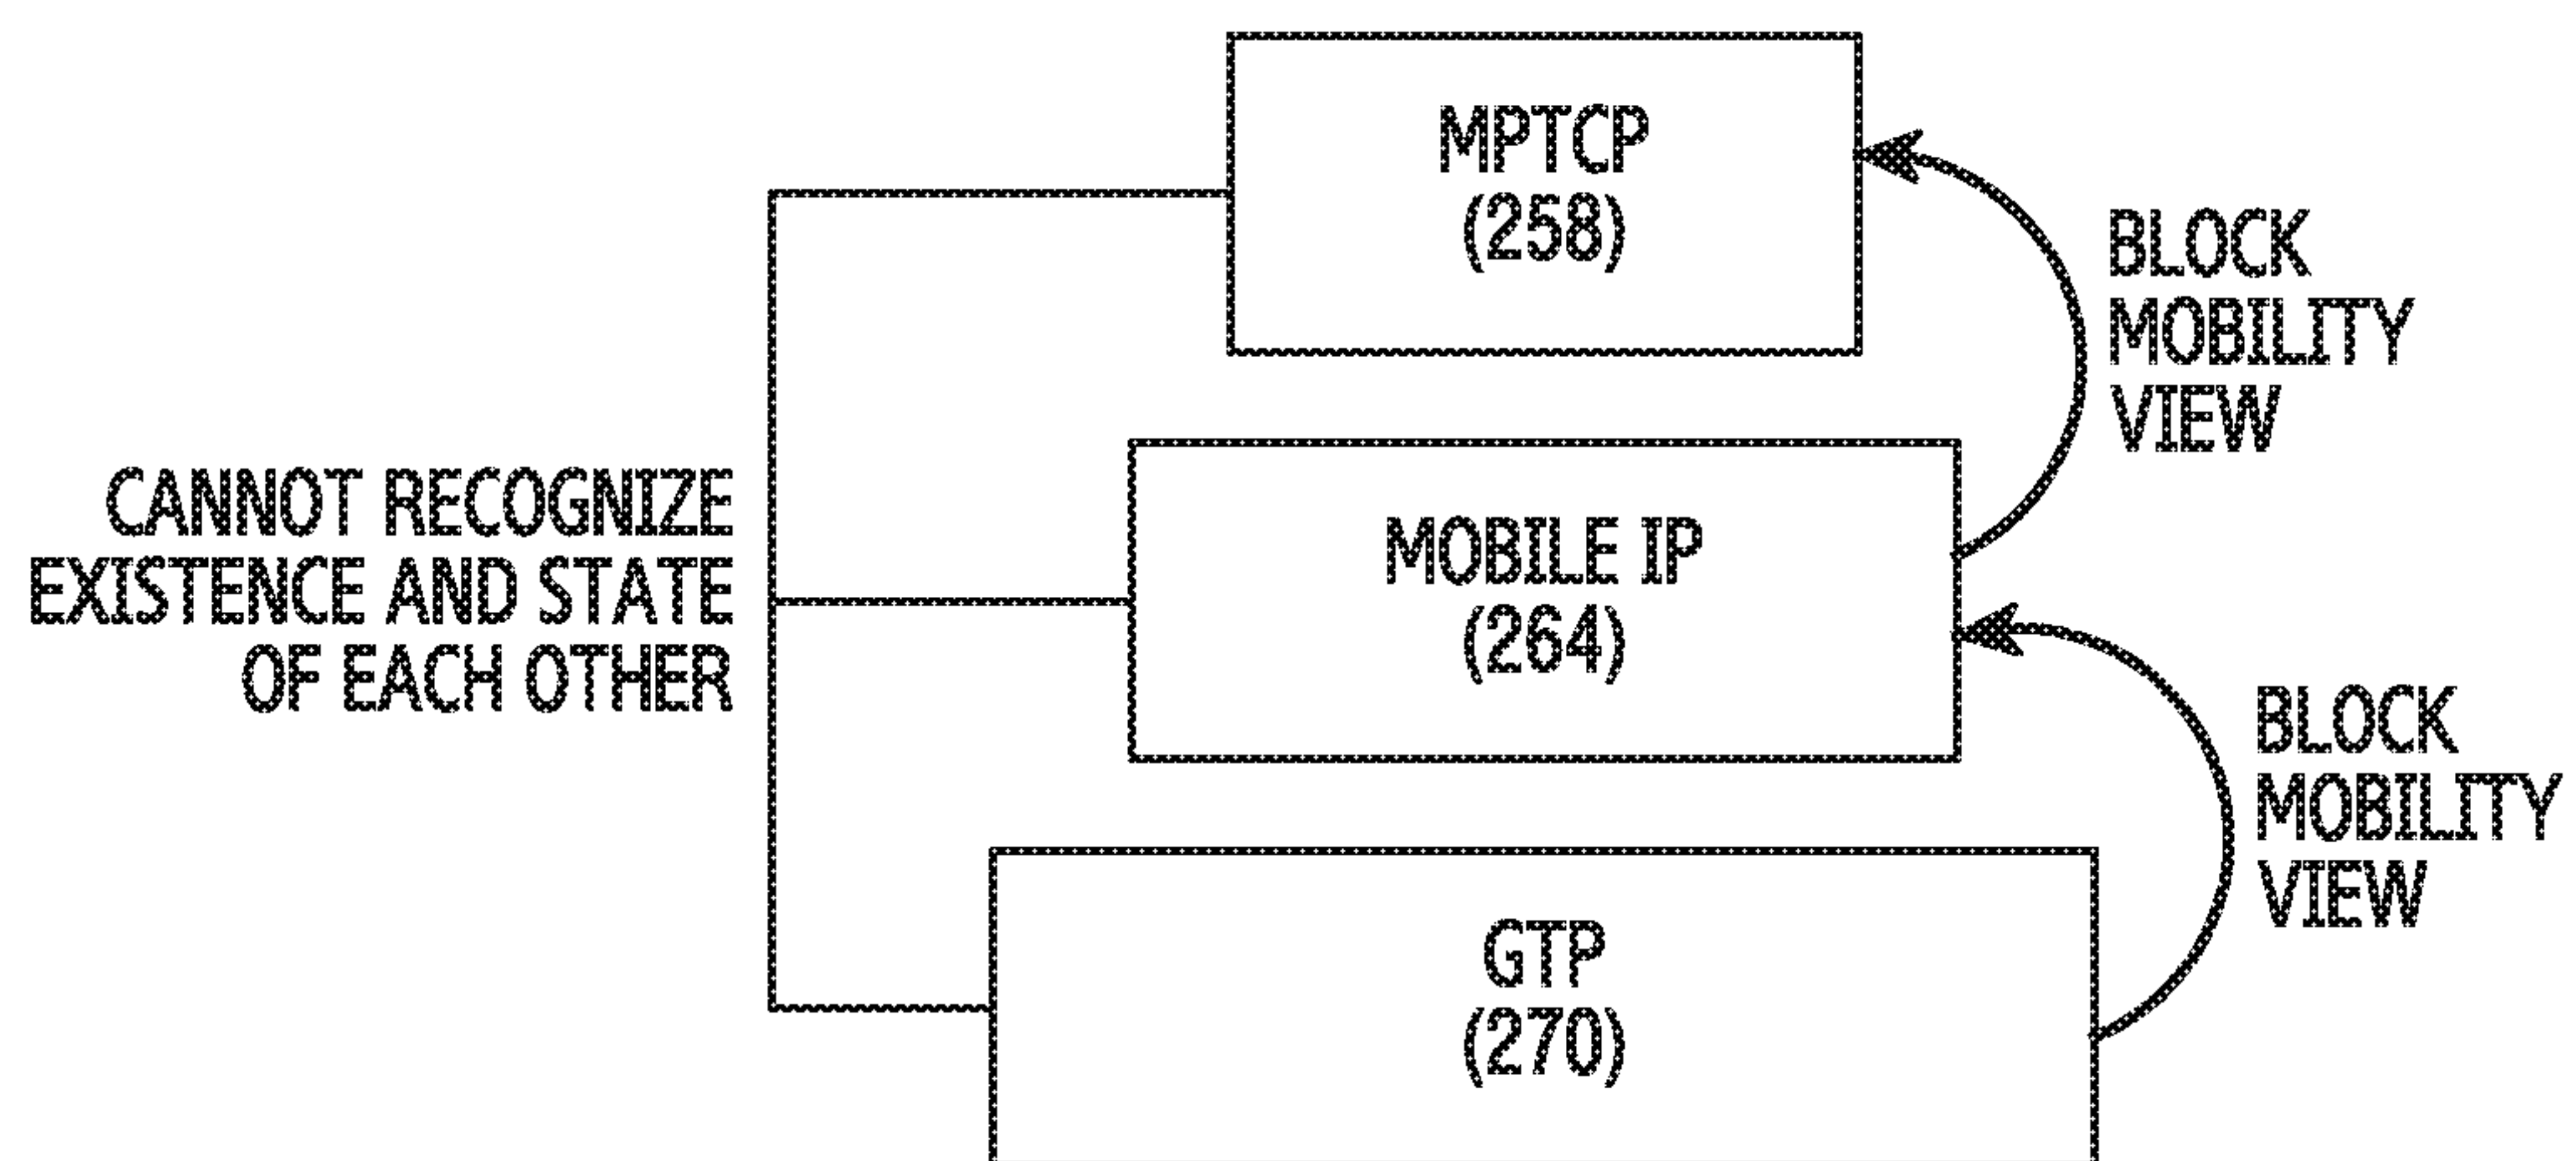 MPTCP
(258)
BLOCK
MOBILITY
VIEW
CANNOT RECOGNIZE
EXISTENCE AND STATE
OF EACH OTHER
MOBILE IP
(264)
BLOCK
MOBILITY
VIEW
GTP
(270)